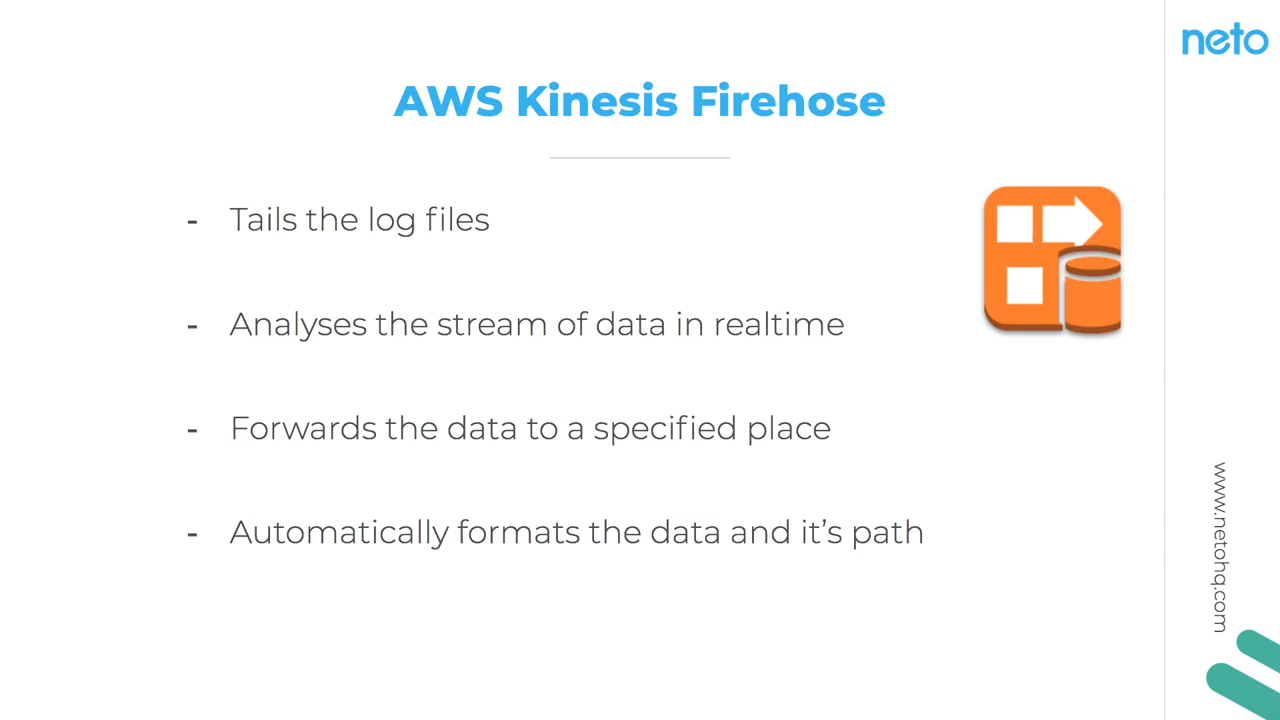 neto
AWS Kinesis Firehose
- Tails the log files
- Analyses the stream of data in realtime
- Forwards the data to a specified place
- Automatically formats the data and it’s path
www.netohq.com